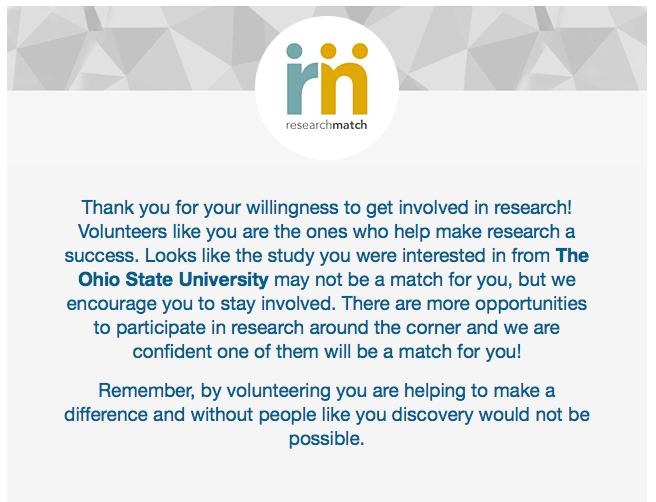 rm
researchmatch
Thank you for your willingness to get involved in research!
Volunteers like you are the ones who help make research a
success. Looks like the study you were interested in from The
Ohio State University may not be a match for you, but we
encourage you to stay involved. There are more opportunities
to participate in research around the corner and we are
confident one of them will be a match for you!
Remember, by volunteering you are helping to make a
difference and without people like you discovery would not be
possible.